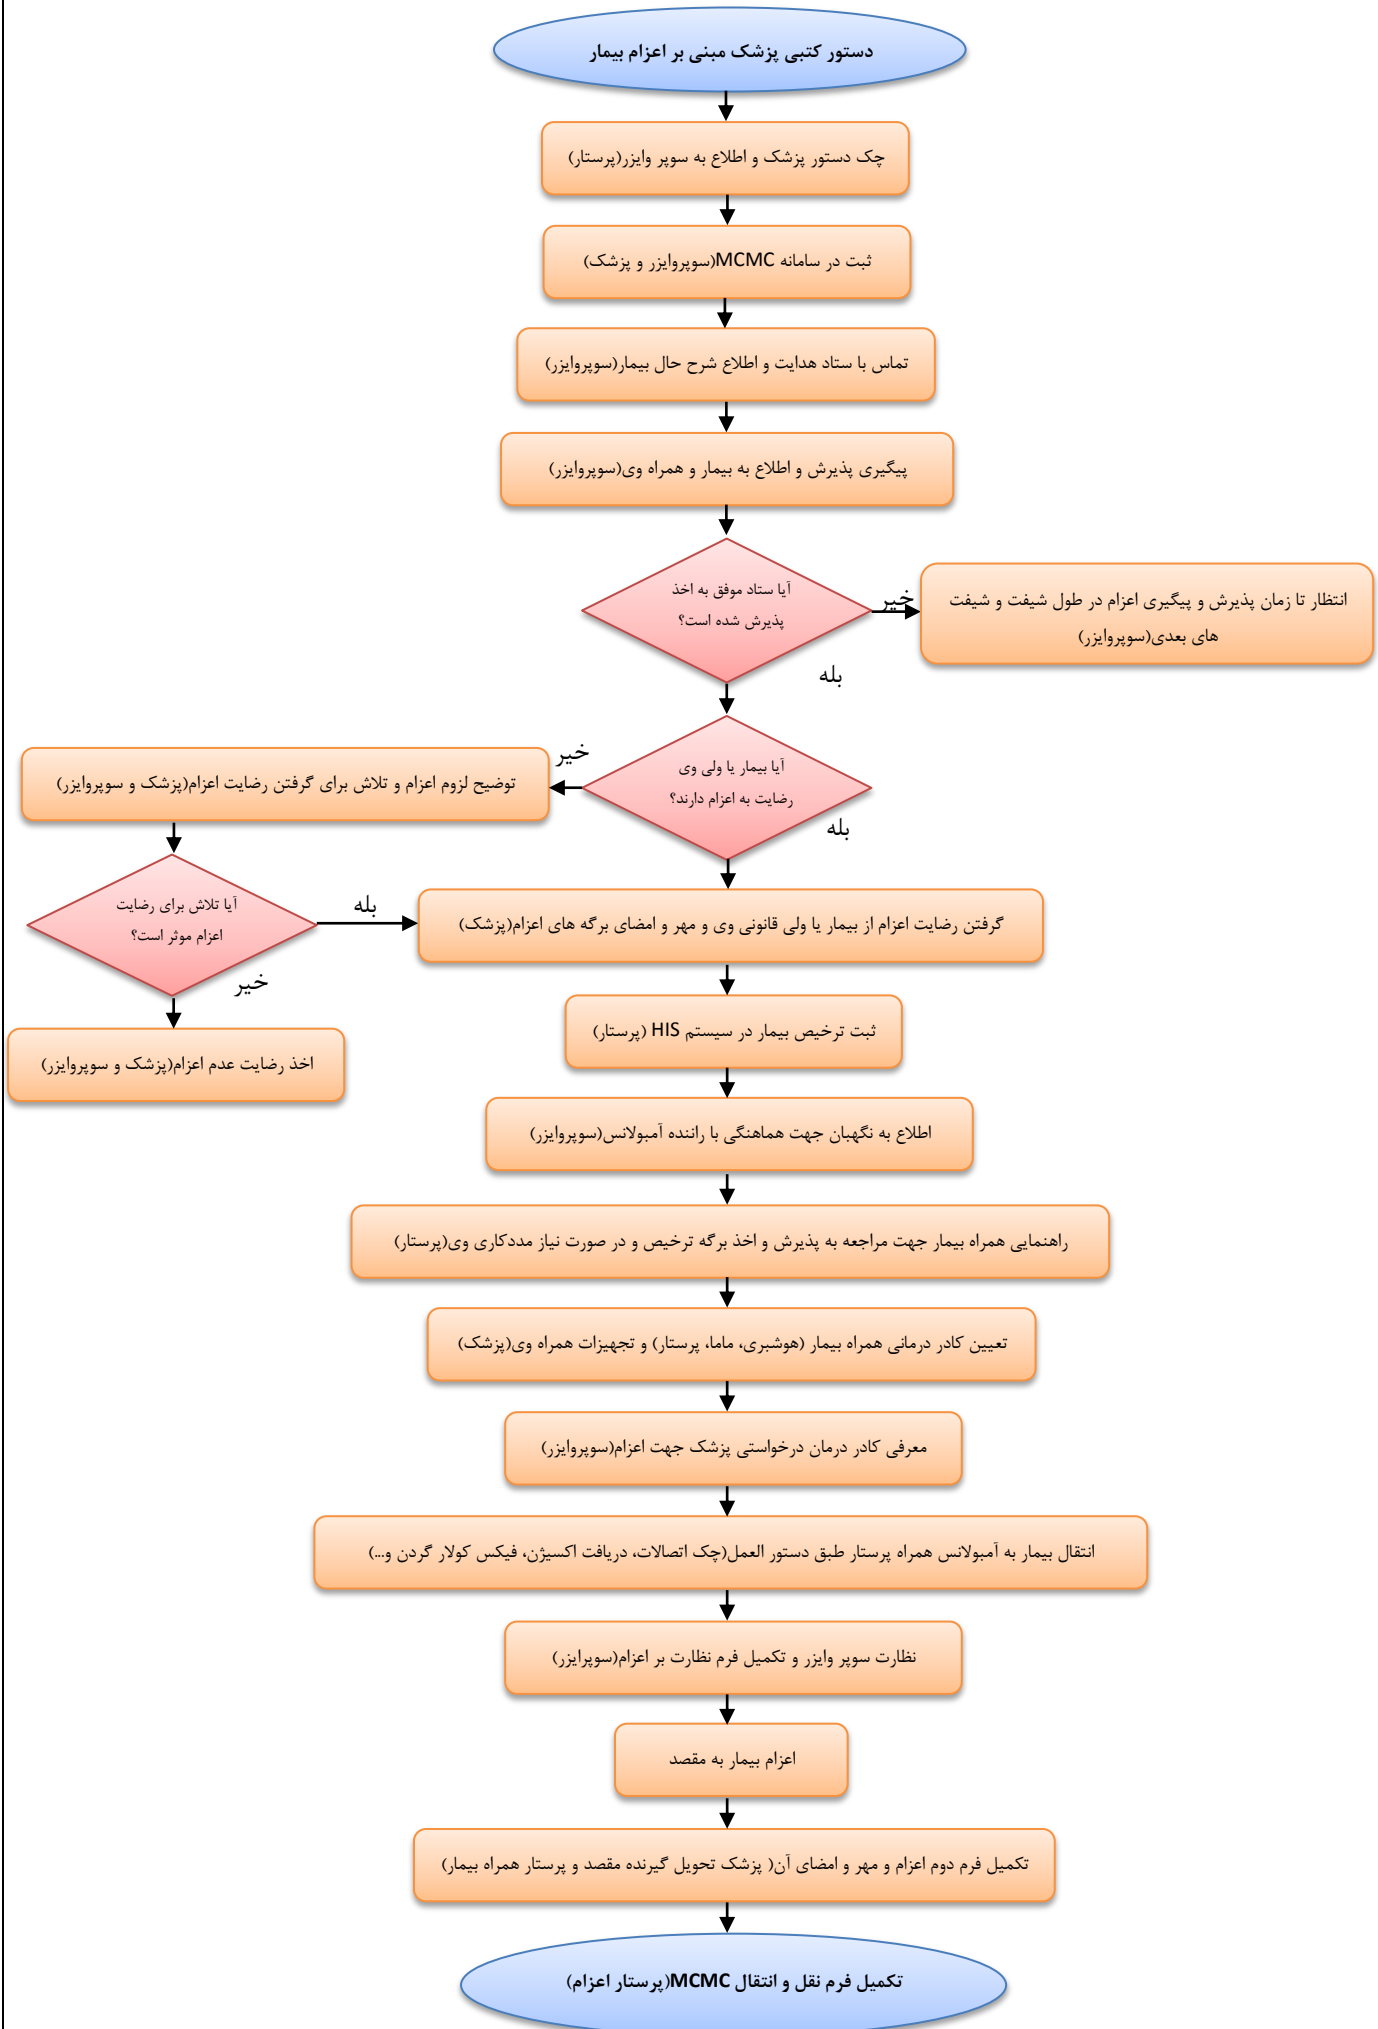 دستور کتبی پزشک مبنی بر اعزام بیمار
چک دستور پزشک و اطلاع به سوپر وایزر(پرستار)
ثبت در سامانه MCMC(سوپروایزر و پزشک)
تماس با ستاد هدایت و اطلاع شرح حال بیمار(سوپروایزر)
پیگیری پذیرش و اطلاع به بیمار و همراه وی(سوپروایزر)
آیا ستاد موفق به اخذ
پذیرش شده است؟
خیر
انتظار تا زمان پذیرش و پیگیری اعزام در طول شیفت و شیفت
های بعدی(سوپروایزر)
بله
آیا بیمار یا ولی وی
رضایت به اعزام دارند؟
خیر
توضیح لزوم اعزام و تلاش برای گرفتن رضایت اعزام(پزشک و سوپروایزر)
بله
آیا تلاش برای رضایت
اعزام موثر است؟
بله
گرفتن رضایت اعزام از بیمار یا ولی قانونی وی و مهر و امضای برگه های اعزام(پزشک)
خیر
اخذ رضایت عدم اعزام(پزشک و سوپروایزر)
ثبت ترخیص بیمار در سیستم HIS (پرستار)
اطلاع به نگهبان جهت هماهنگی با راننده آمبولانس(سوپروایزر)
راهنمایی همراه بیمار جهت مراجعه به پذیرش و اخذ برگه ترخیص و در صورت نیاز مددکاری وی(پرستار)
تعیین کادر درمانی همراه بیمار (هوشبری، ماما، پرستار) و تجهیزات همراه وی(پزشک)
معرفی کادر درمان درخواستی پزشک جهت اعزام(سوپروایزر)
انتقال بیمار به آمبولانس همراه پرستار طبق دستور العمل(چک اتصالات، دریافت اکسیژن، فیکس کولار گردن و...)
نظارت سوپر وایزر و تکمیل فرم نظارت بر اعزام(سوپرایزر)
اعزام بیمار به مقصد
تکمیل فرم دوم اعزام و مهر و امضای آن( پزشک تحویل گیرنده مقصد و پرستار همراه بیمار)
تکمیل فرم نقل و انتقال MCMC(پرستار اعزام)